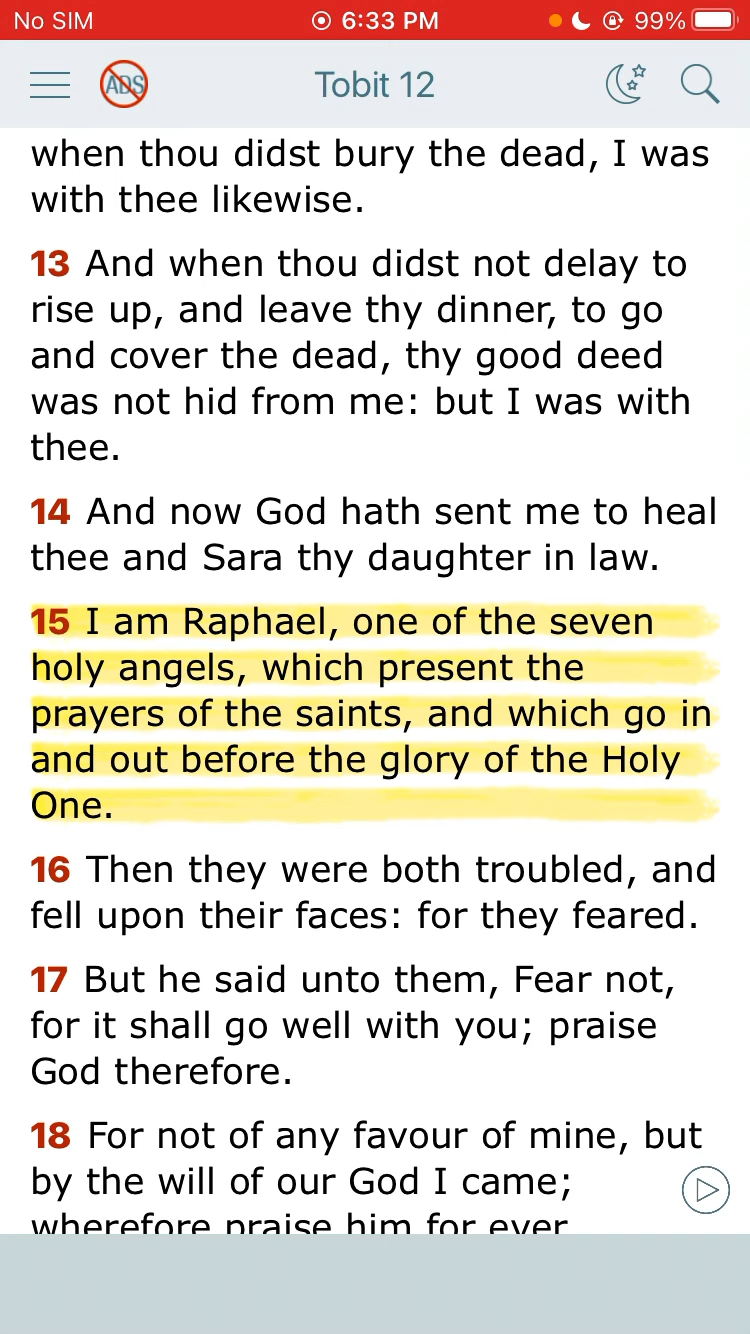 No SIM 6:33 PM 99%
ADS Tobit 12
when thou didst bury the dead, I was
with thee likewise.
13 And when thou didst not delay to
rise up, and leave thy dinner, to go
and cover the dead, thy good deed
was not hid from me: but I was with
thee.
14 And now God hath sent me to heal
thee and Sara thy daughter in law.
15 I am Raphael, one of the seven
holy angels, which present the
prayers of the saints, and which go in
and out before the glory of the Holy
One.
16 Then they were both troubled, and
fell upon their faces: for they feared.
17 But he said unto them, Fear not,
for it shall go well with you; praise
God therefore.
18 For not of any favour of mine, but
by the will of our God I came;
wherefore praise him for ever